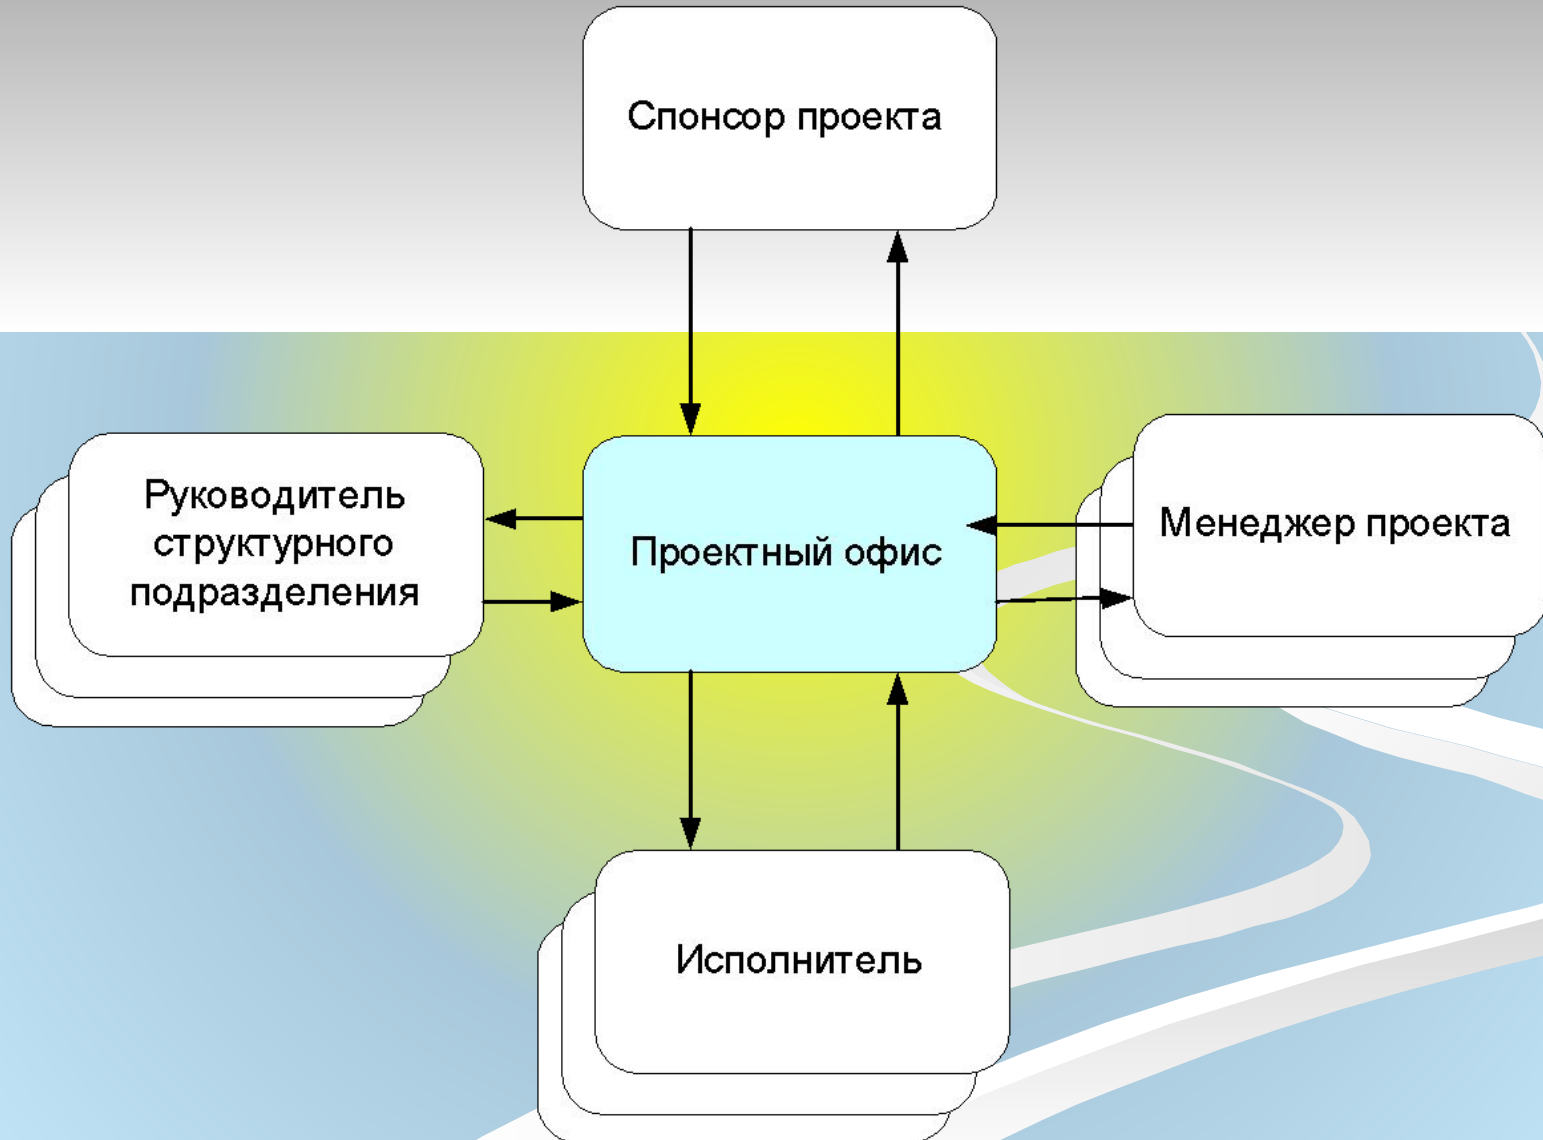 Спонсор проекта
Руководитель
структурного
подразделения
Проектный офис
Менеджер проекта
Исполнитель